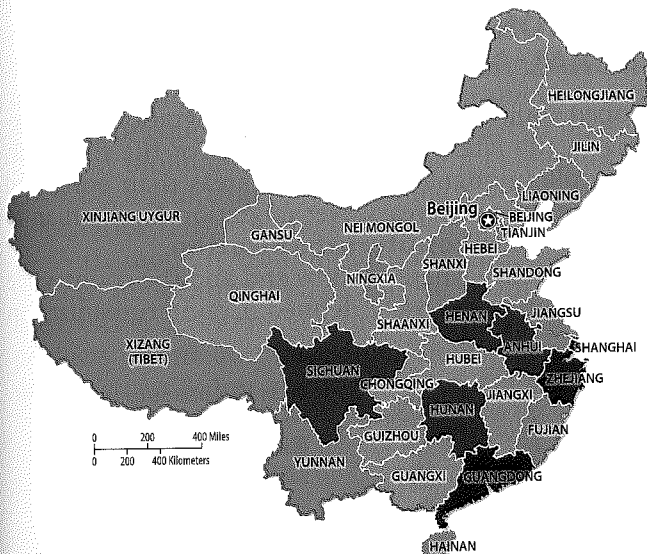 HEILONGJIANG
JILIN
LIAONING
Beijing
BEIJING
TIANJIN
XINJIANG UYGUR
GANSU
NEI MONGOL
HEBEI
NINGXIA
SHANXI
SHANDONG
QINGHAI
HENAN
JIANGSU
SHAANXI
XIZANG
(TIBET)
ANHUI
SHANGHAI
SICHUAN
HUBEI
CHONGQING
ZHEJIANG
HUNAN
JIANGXI
FUJIAN
GUIZHOU
0 200 400 Miles
0 200 400 Kilometers
YUNNAN
GUANGXI
GUANGDONG
HAINAN